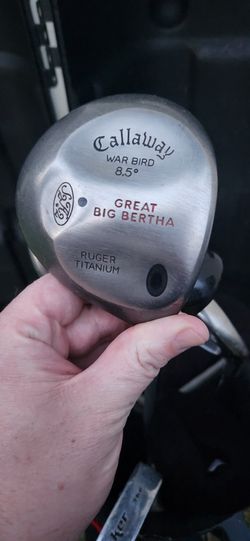 Callaway
WAR BIRD
8.5°
GREAT
BIG BERTHA
RUGER
TITANIUM